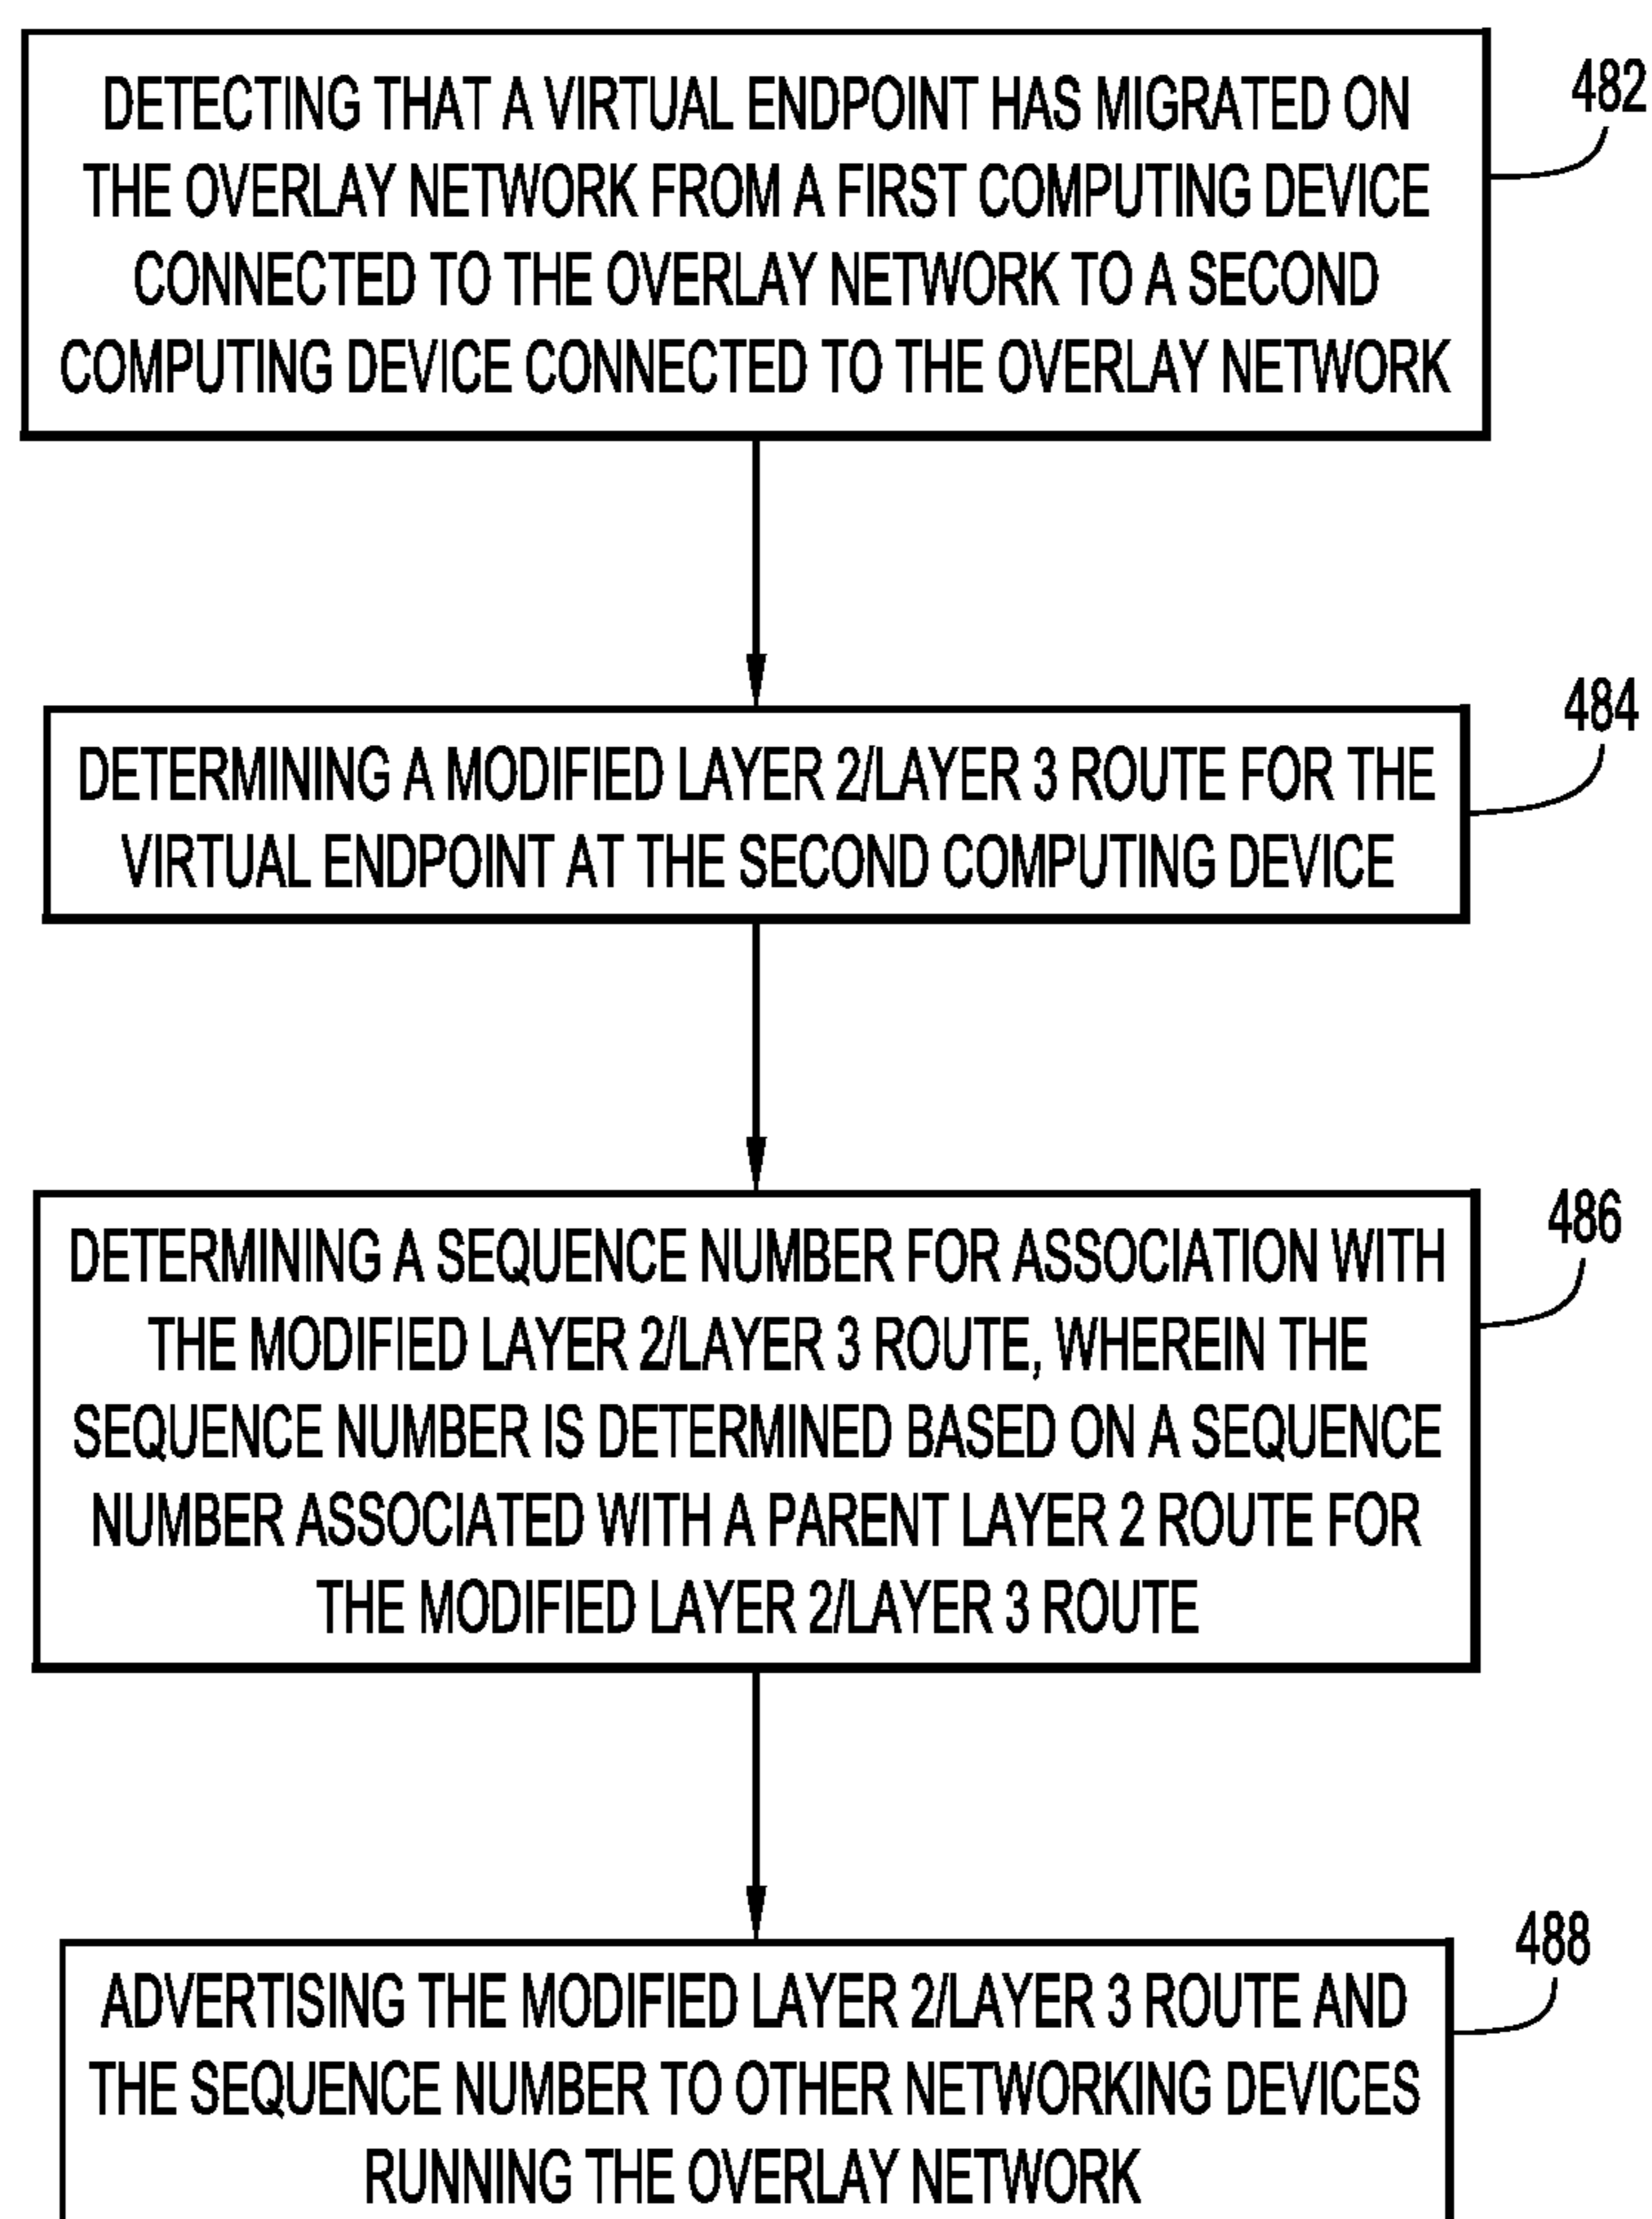 DETECTING THAT A VIRTUAL ENDPOINT HAS MIGRATED ON
THE OVERLAY NETWORK FROM A FIRST COMPUTING DEVICE
CONNECTED TO THE OVERLAY NETWORK TO A SECOND
COMPUTING DEVICE CONNECTED TO THE OVERLAY NETWORK
482
DETERMINING A MODIFIED LAYER 2/LAYER 3 ROUTE FOR THE
VIRTUAL ENDPOINT AT THE SECOND COMPUTING DEVICE
484
DETERMINING A SEQUENCE NUMBER FOR ASSOCIATION WITH
THE MODIFIED LAYER 2/LAYER 3 ROUTE, WHEREIN THE
SEQUENCE NUMBER IS DETERMINED BASED ON A SEQUENCE
NUMBER ASSOCIATED WITH A PARENT LAYER 2 ROUTE FOR
THE MODIFIED LAYER 2/LAYER 3 ROUTE
486
ADVERTISING THE MODIFIED LAYER 2/LAYER 3 ROUTE AND
THE SEQUENCE NUMBER TO OTHER NETWORKING DEVICES
RUNNING THE OVERLAY NETWORK
488